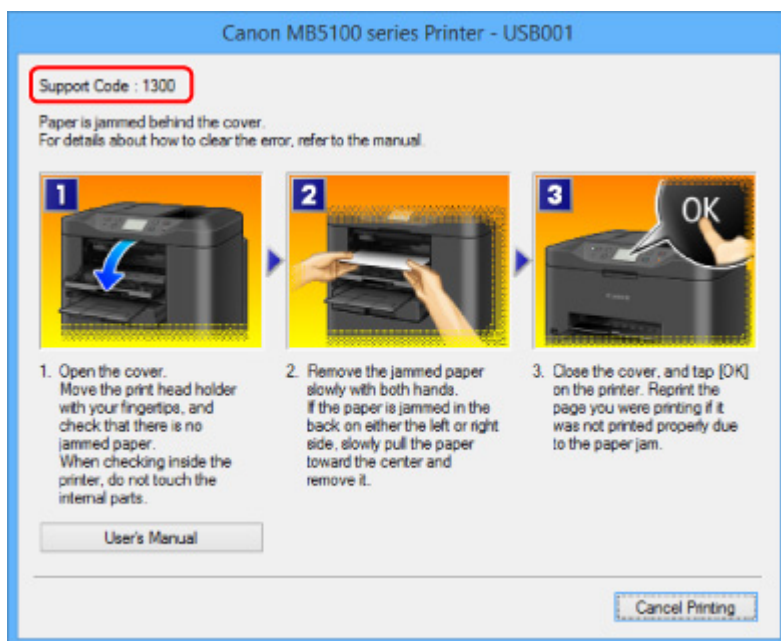 Canon MB5100 series Printer - USB001
Support Code : 1300
Paper is jammed behind the cover.
For details about how to clear the error, refer to the manual.
1
2
3
OK
1. Open the cover.
Move the print head holder
with your fingertips, and
check that there is no
jammed paper.
When checking inside the
printer, do not touch the
internal parts.
2. Remove the jammed paper
slowly with both hands.
If the paper is jammed in the
back on either the left or right
side, slowly pull the paper
toward the center and
remove it.
3. Close the cover, and tap [OK]
on the printer. Reprint the
page you were printing if it
was not printed properly due
to the paper jam.
User's Manual
Cancel Printing